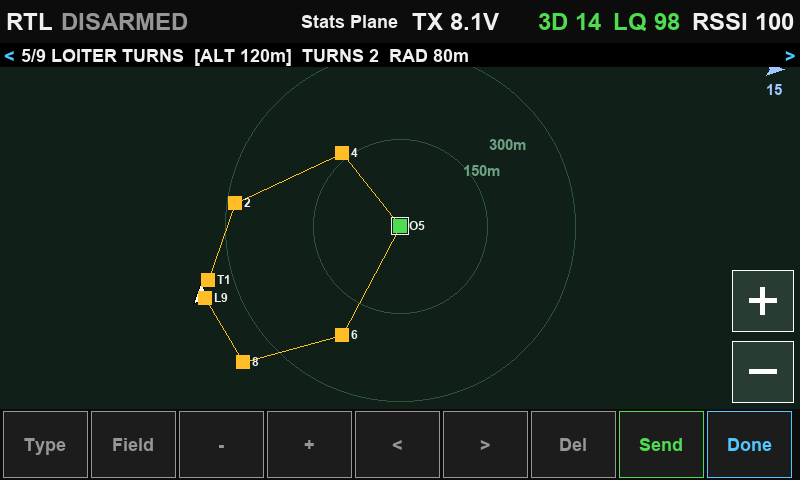 RTL DISARMED Stats Plane TX 8.1V 3D 14 LQ 98 RSSI 100
< 5/9 LOITER TURNS [ALT 120m] TURNS 2 RAD 80m >
15
300m
4
150m
2
O5
T1
L9
6
8
+
−
Type Field - + < > Del Send Done